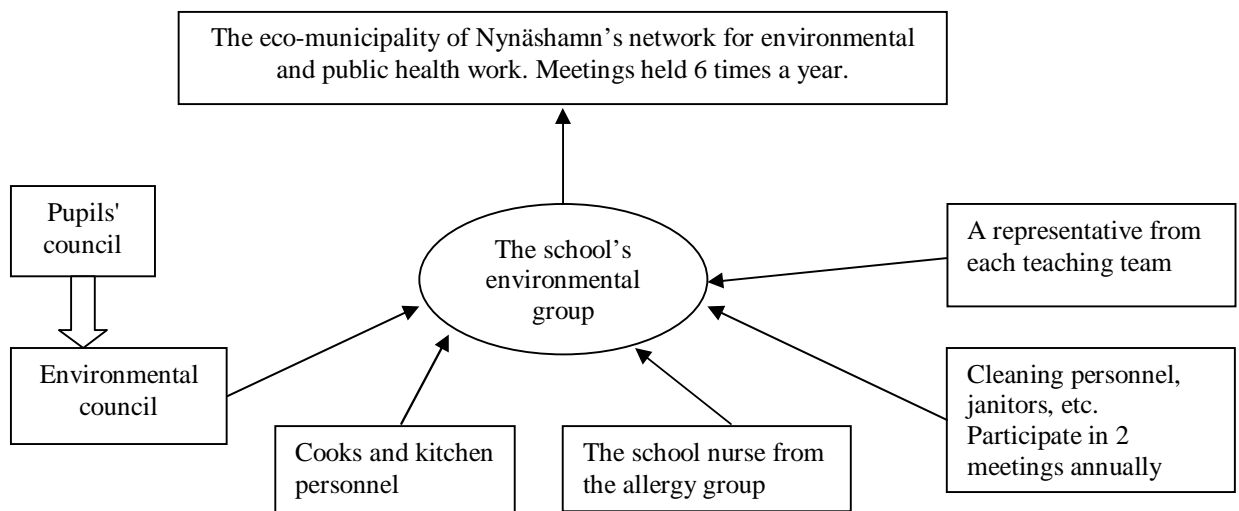 The eco-municipality of Nynäshamn’s network for environmental
and public health work. Meetings held 6 times a year.
Pupils'
council
The school’s
environmental
group
A representative from
each teaching team
Environmental
council
Cleaning personnel,
janitors, etc.
Participate in 2
meetings annually
Cooks and kitchen
personnel
The school nurse from
the allergy group